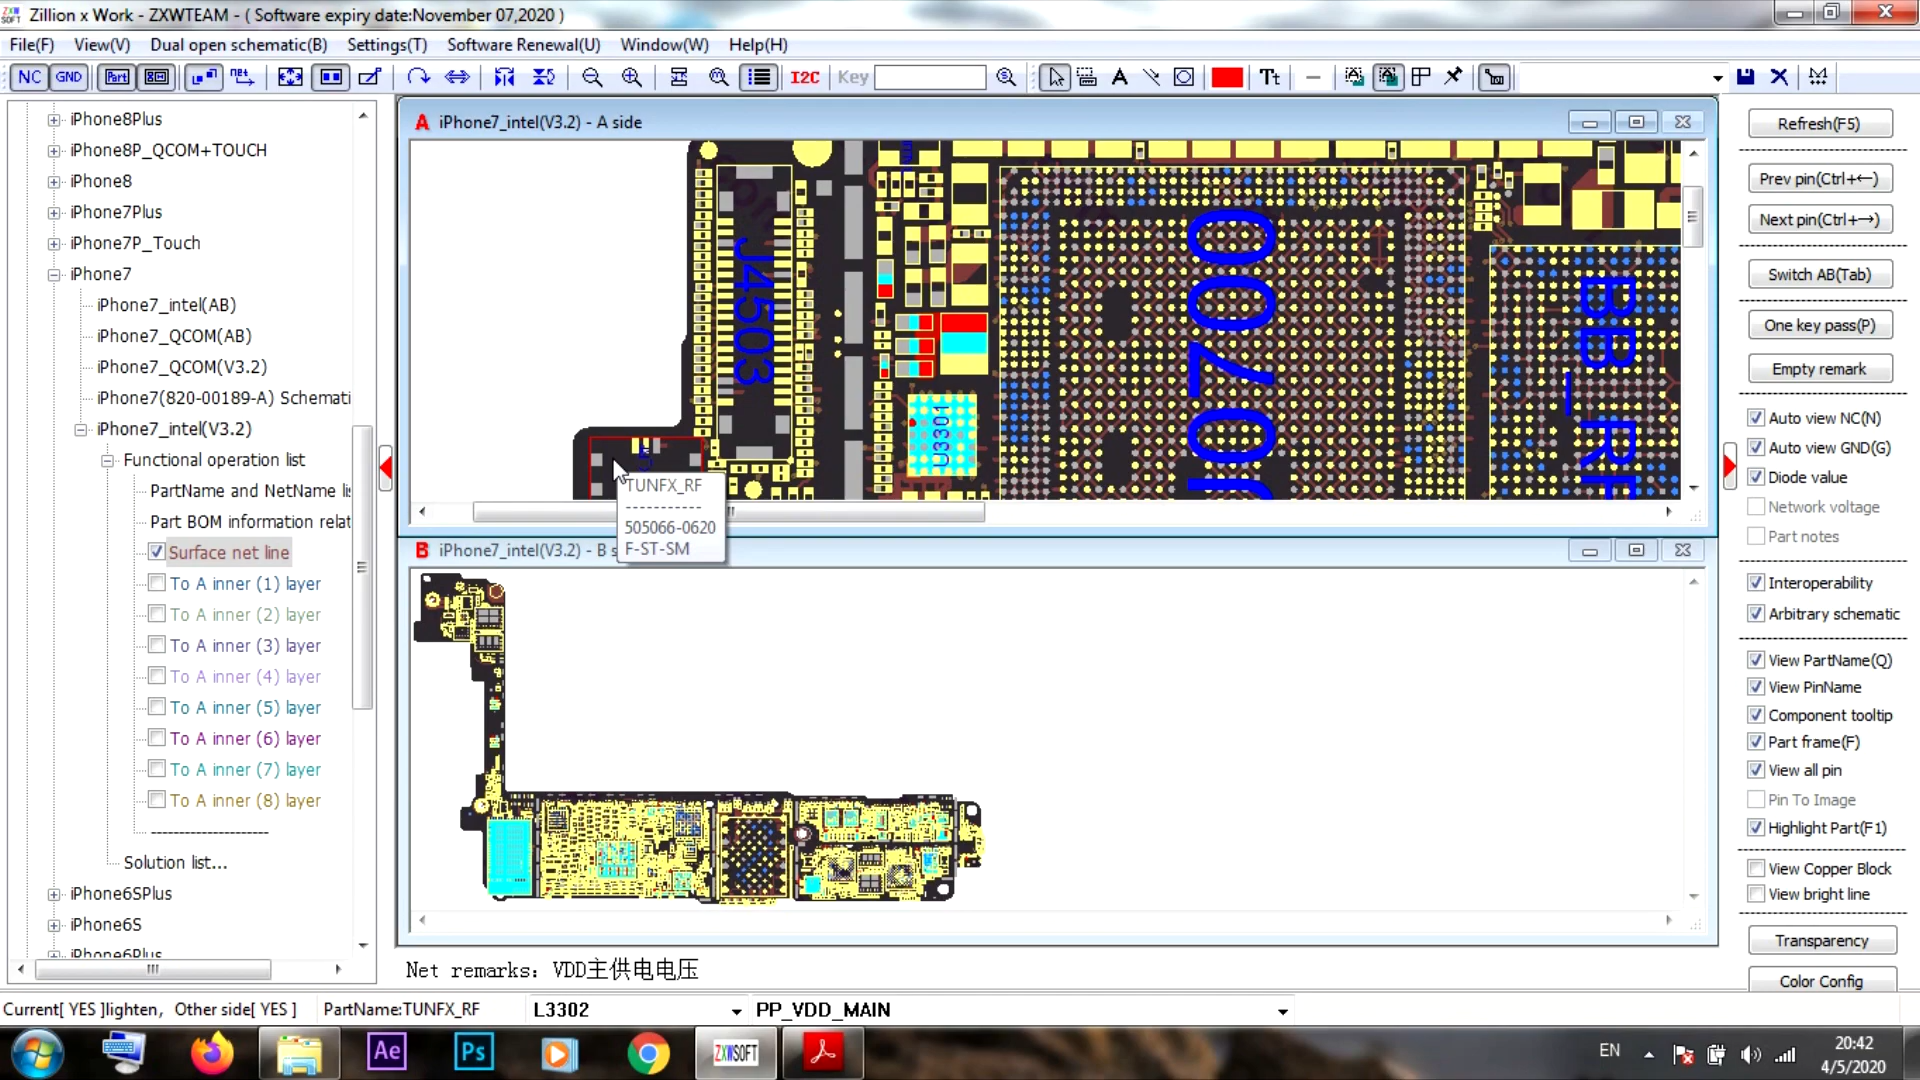 Zillion x Work - ZXWTEAM - ( Software expiry date:November 07,2020 )
File(F) View(V) Dual open schematic(B) Settings(T) Software Renewal(U) Window(W) Help(H)
NC GND Part net I2C Key A Tt
iPhone8Plus
iPhone8P_QCOM+TOUCH
iPhone8
iPhone7Plus
iPhone7P_Touch
iPhone7
iPhone7_intel(AB)
iPhone7_QCOM(AB)
iPhone7_QCOM(V3.2)
iPhone7(820-00189-A) Schemati
iPhone7_intel(V3.2)
Functional operation list
PartName and NetName lis
Part BOM information relat
Surface net line
To A inner (1) layer
To A inner (2) layer
To A inner (3) layer
To A inner (4) layer
To A inner (5) layer
To A inner (6) layer
To A inner (7) layer
To A inner (8) layer
Solution list...
iPhone6SPlus
iPhone6S
iPhone6Plus
A iPhone7_intel(V3.2) - A side
J4503
U3301
BB_RF
TUNFX_RF
-----------
505066-0620
F-ST-SM
B iPhone7_intel(V3.2) - B s
Net remarks: VDD主供电电压
Refresh(F5)
Prev pin(Ctrl+←)
Next pin(Ctrl+→)
Switch AB(Tab)
One key pass(P)
Empty remark
Auto view NC(N)
Auto view GND(G)
Diode value
Network voltage
Part notes
Interoperability
Arbitrary schematic
View PartName(Q)
View PinName
Component tooltip
Part frame(F)
View all pin
Pin To Image
Highlight Part(F1)
View Copper Block
View bright line
Transparency
Color Config
Current[ YES ]lighten, Other side[ YES ] PartName:TUNFX_RF L3302 PP_VDD_MAIN
Ae Ps ZXWSOFT EN 20:42
4/5/2020